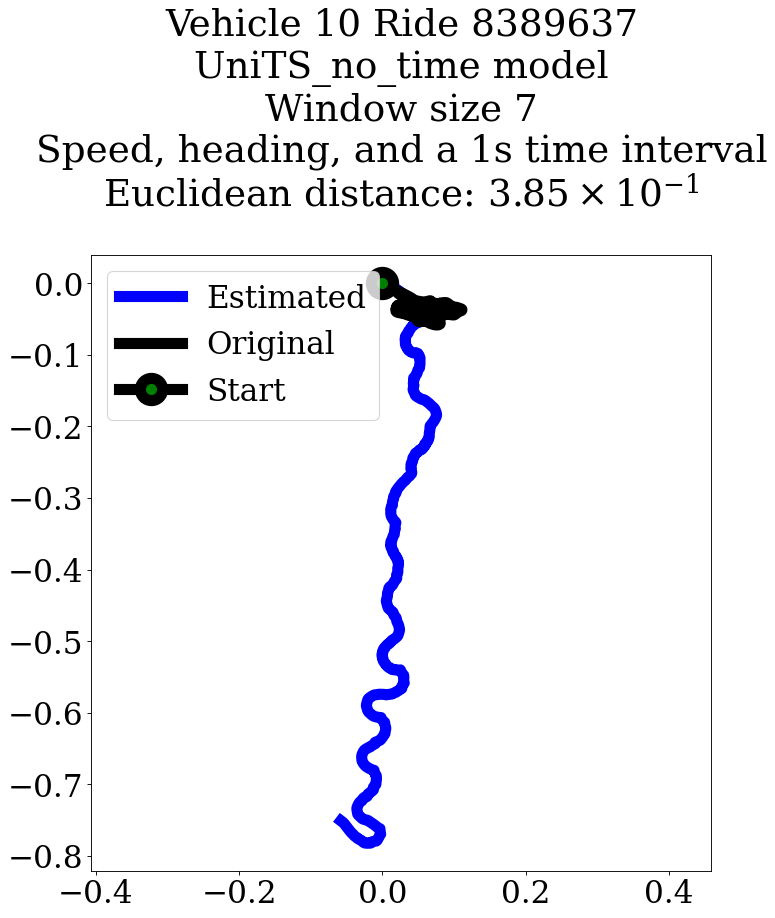 Vehicle 10 Ride 8389637
UniTS_no_time model
Window size 7
Speed, heading, and a 1s time interval
Euclidean distance: $3.85 \times 10^{-1}$
Estimated
Original
Start
0.0
−0.1
−0.2
−0.3
−0.4
−0.5
−0.6
−0.7
−0.8
−0.4 −0.2 0.0 0.2 0.4